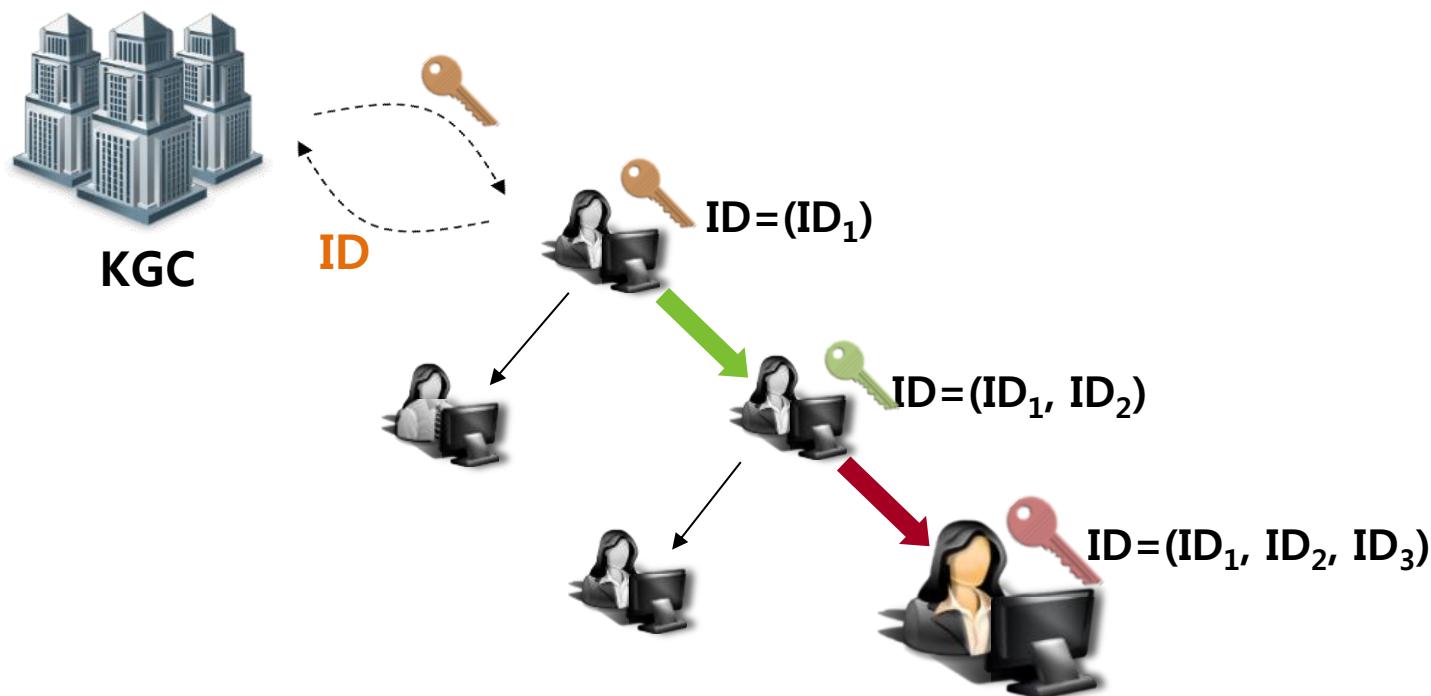 ID=(ID₁)
KGC
ID
ID=(ID₁, ID₂)
ID=(ID₁, ID₂, ID₃)